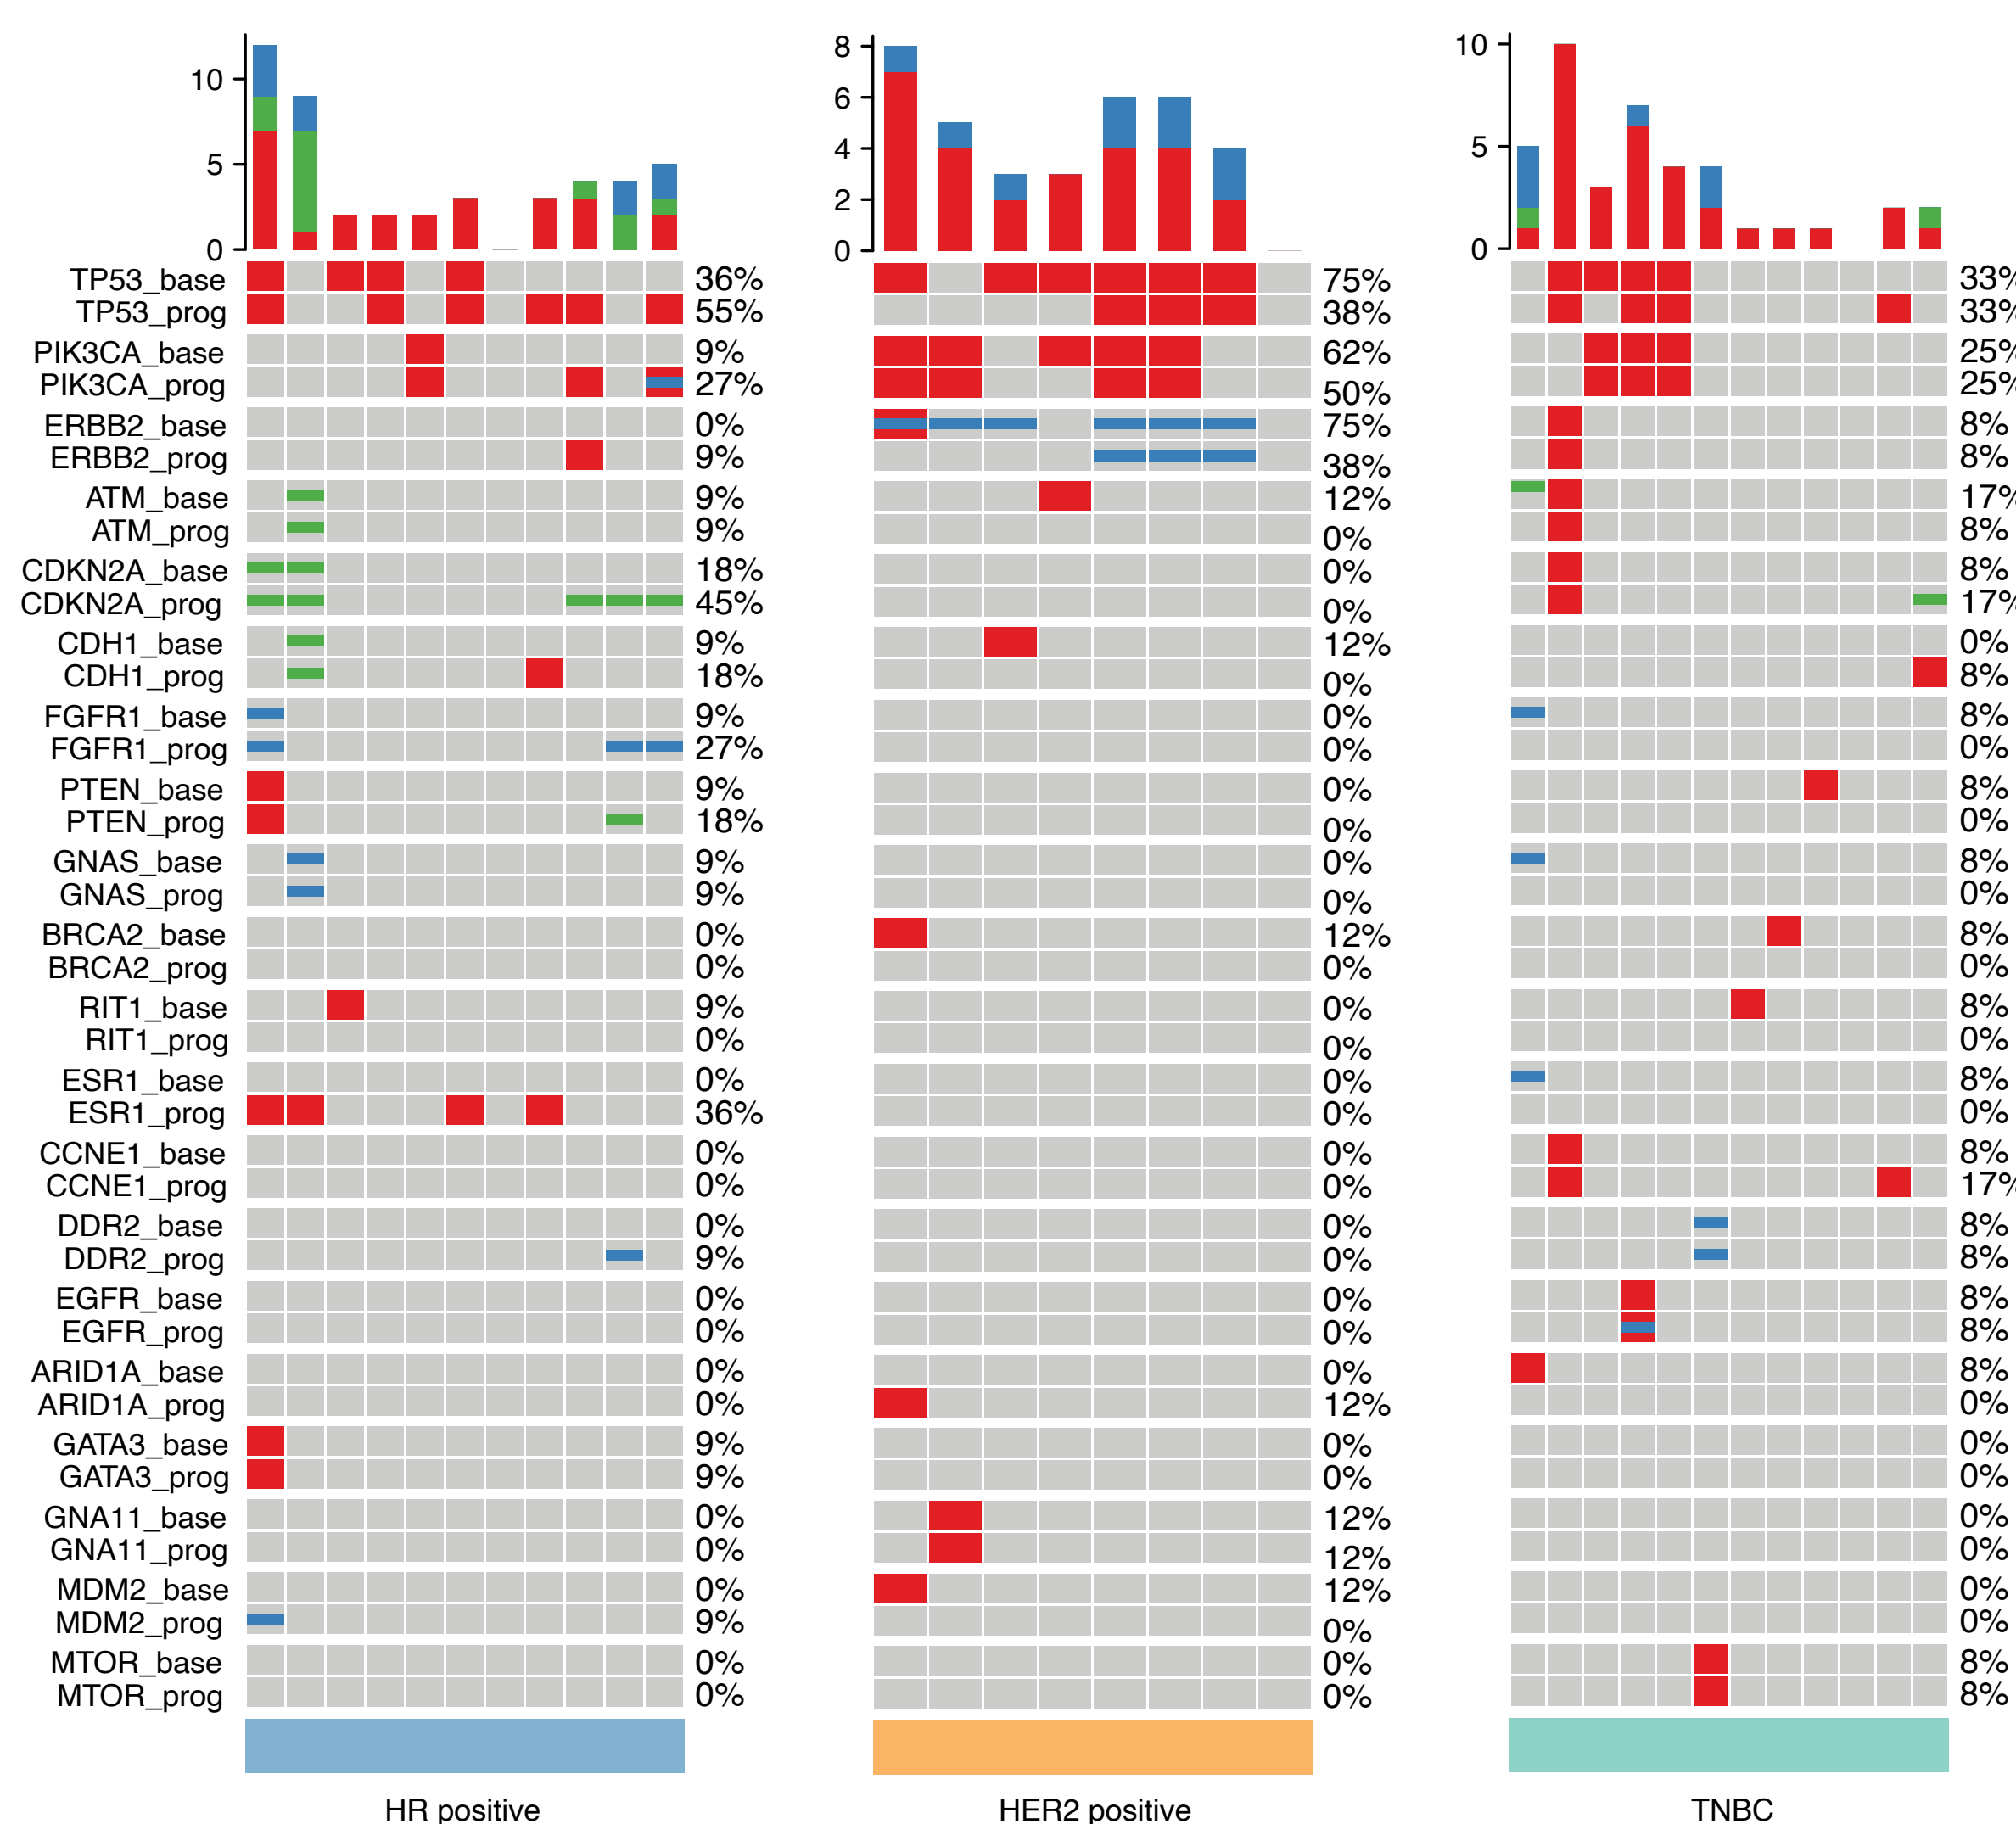 10
5
0
8
6
4
2
0
10
5
0
TP53_base 36% 75% 33%
TP53_prog 55% 38% 33%
PIK3CA_base 9% 62% 25%
PIK3CA_prog 27% 50% 25%
ERBB2_base 0% 75% 8%
ERBB2_prog 9% 38% 8%
ATM_base 9% 12% 17%
ATM_prog 9% 0% 8%
CDKN2A_base 18% 0% 8%
CDKN2A_prog 45% 0% 17%
CDH1_base 9% 12% 0%
CDH1_prog 18% 0% 8%
FGFR1_base 9% 0% 8%
FGFR1_prog 27% 0% 0%
PTEN_base 9% 0% 8%
PTEN_prog 18% 0% 0%
GNAS_base 9% 0% 8%
GNAS_prog 9% 0% 0%
BRCA2_base 0% 12% 8%
BRCA2_prog 0% 0% 0%
RIT1_base 9% 0% 8%
RIT1_prog 0% 0% 0%
ESR1_base 0% 0% 8%
ESR1_prog 36% 0% 0%
CCNE1_base 0% 0% 8%
CCNE1_prog 0% 0% 17%
DDR2_base 0% 0% 8%
DDR2_prog 9% 0% 8%
EGFR_base 0% 0% 8%
EGFR_prog 0% 0% 8%
ARID1A_base 0% 0% 8%
ARID1A_prog 0% 12% 0%
GATA3_base 9% 0% 0%
GATA3_prog 9% 0% 0%
GNA11_base 0% 12% 0%
GNA11_prog 0% 12% 0%
MDM2_base 0% 12% 0%
MDM2_prog 9% 0% 0%
MTOR_base 0% 0% 8%
MTOR_prog 0% 0% 8%
HR positive
HER2 positive
TNBC